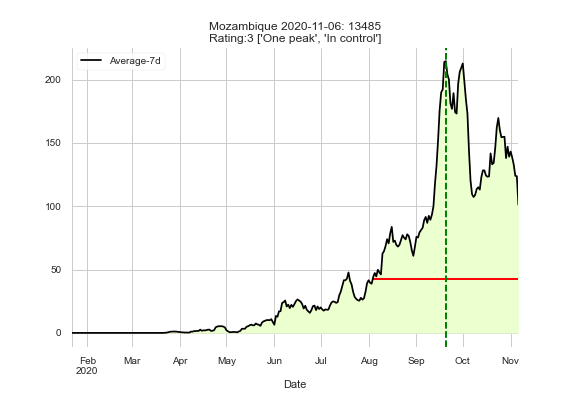 Mozambique 2020-11-06: 13485
Rating:3 ['One peak', 'In control']
Average-7d
200
150
100
50
0
Feb Mar Apr May Jun Jul Aug Sep Oct Nov
2020
Date